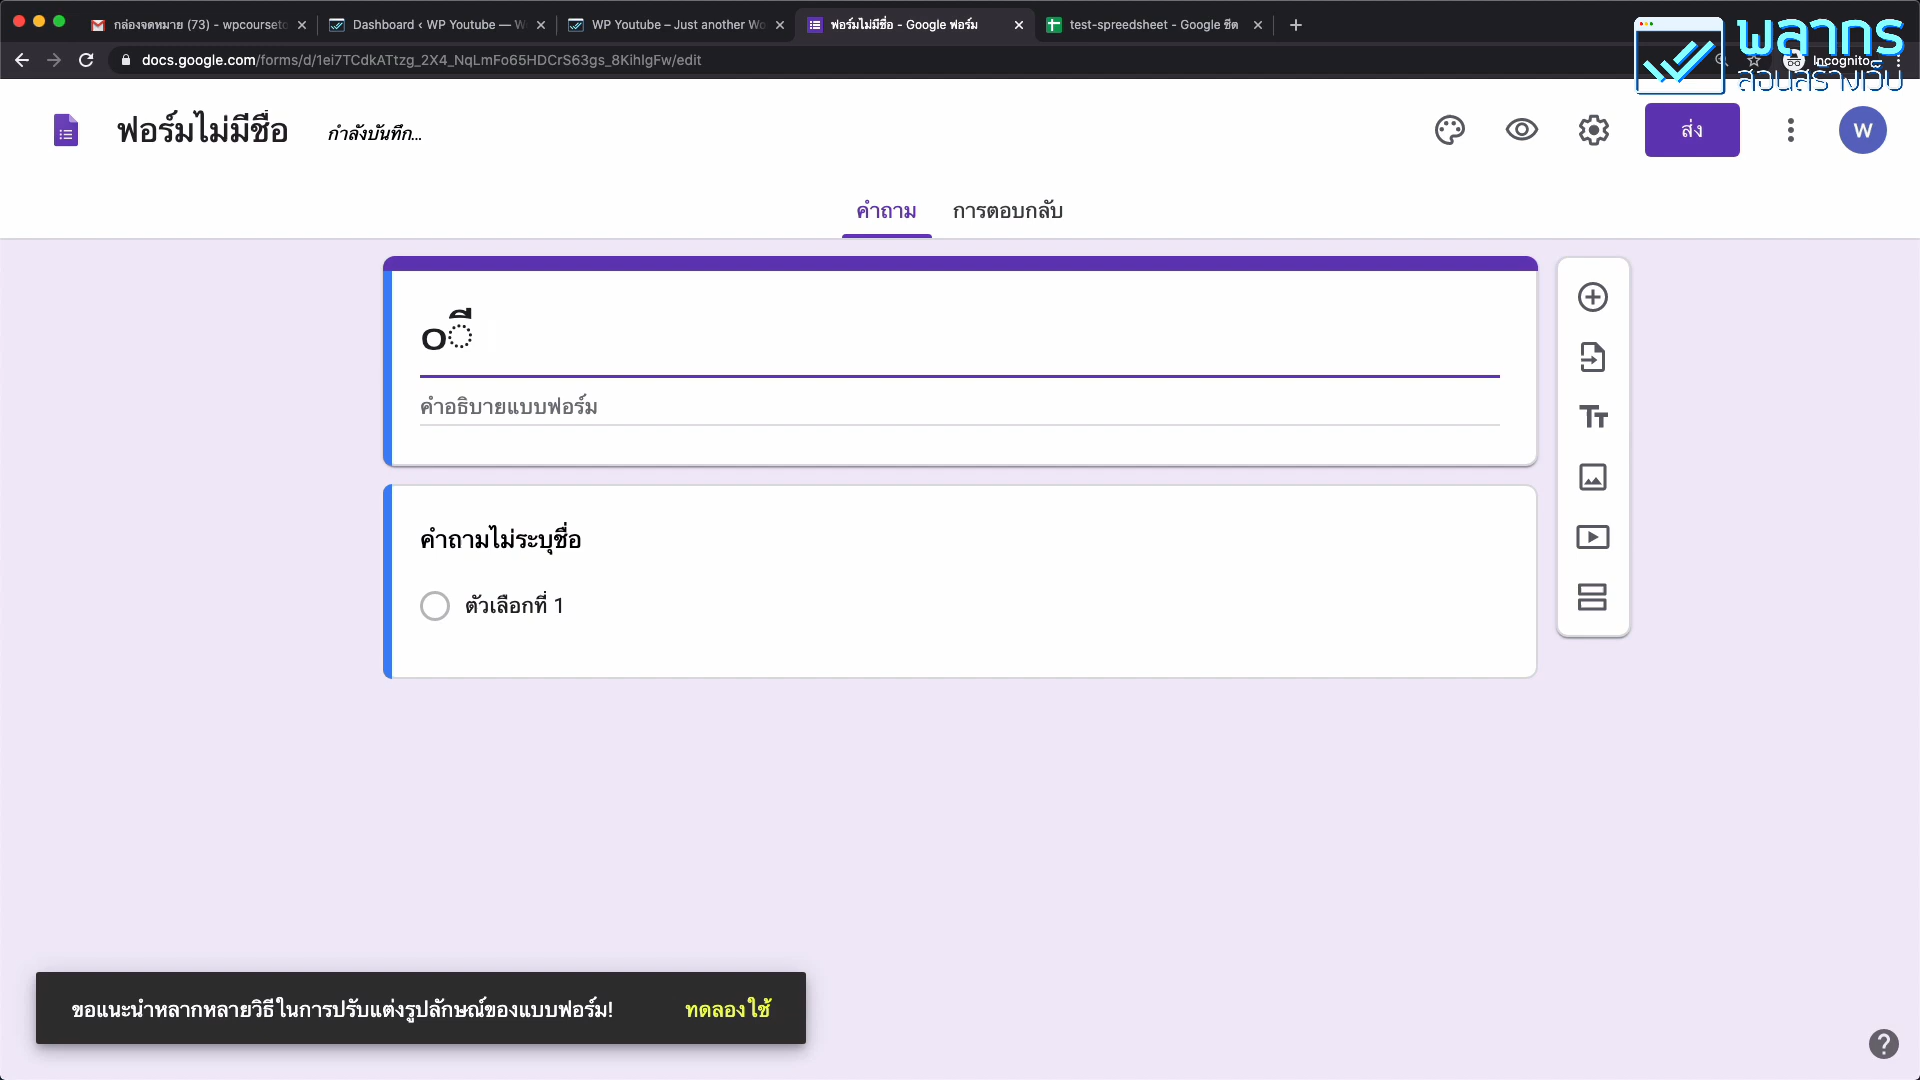 กล่องจดหมาย (73) - wpcourseto
Dashboard ‹ WP Youtube — W
WP Youtube – Just another Wo
ฟอร์มไม่มีชื่อ - Google ฟอร์ม
test-spreedsheet - Google ชีต
docs.google.com/forms/d/1ei7TCdkATtzg_2X4_NqLmFo65HDCrS63gs_8KihlgFw/edit
Incognito
พลากร
สอนสร้างเว็บ
ฟอร์มไม่มีชื่อ
กำลังบันทึก...
ส่ง
W
คำถาม
การตอบกลับ
๐ี
คำอธิบายแบบฟอร์ม
คำถามไม่ระบุชื่อ
ตัวเลือกที่ 1
ขอแนะนำหลากหลายวิธีในการปรับแต่งรูปลักษณ์ของแบบฟอร์ม!
ทดลองใช้